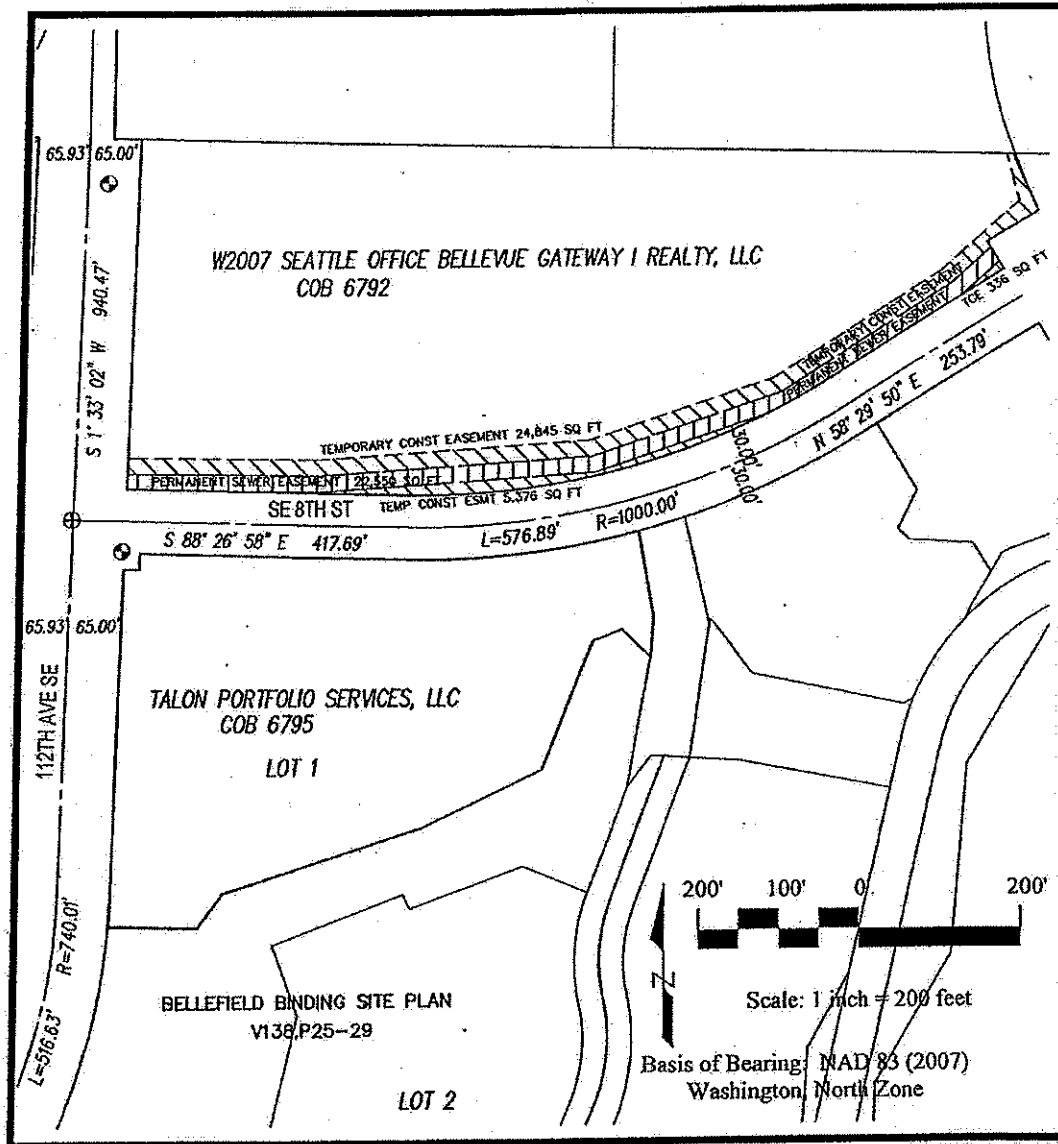 65.93' 65.00'
W2007 SEATTLE OFFICE BELLEVUE GATEWAY I REALTY, LLC
COB 6792
S 1° 33' 02" W 940.47'
TEMPORARY CONST EASEMENT
PERMANENT SEWER EASEMENT
TCE 336 SQ FT
TEMPORARY CONST EASEMENT 24,845 SQ FT
PERMANENT SEWER EASEMENT SQ FT
TEMP CONST ESMT 5,376 SQ FT
SE 8TH ST
30.00'
30.00'
N 58° 29' 50" E 253.79'
S 88° 26' 58" E 417.69'
L=576.89'
R=1000.00'
65.93' 65.00'
112TH AVE SE
TALON PORTFOLIO SERVICES, LLC
COB 6795
LOT 1
R=740.01'
L=516.63'
BELLEFIELD BINDING SITE PLAN
V138,P25-29
LOT 2
200' 100' 0 200'
N
Scale: 1 inch = 200 feet
Basis of Bearing: NAD 83 (2007)
Washington, North Zone